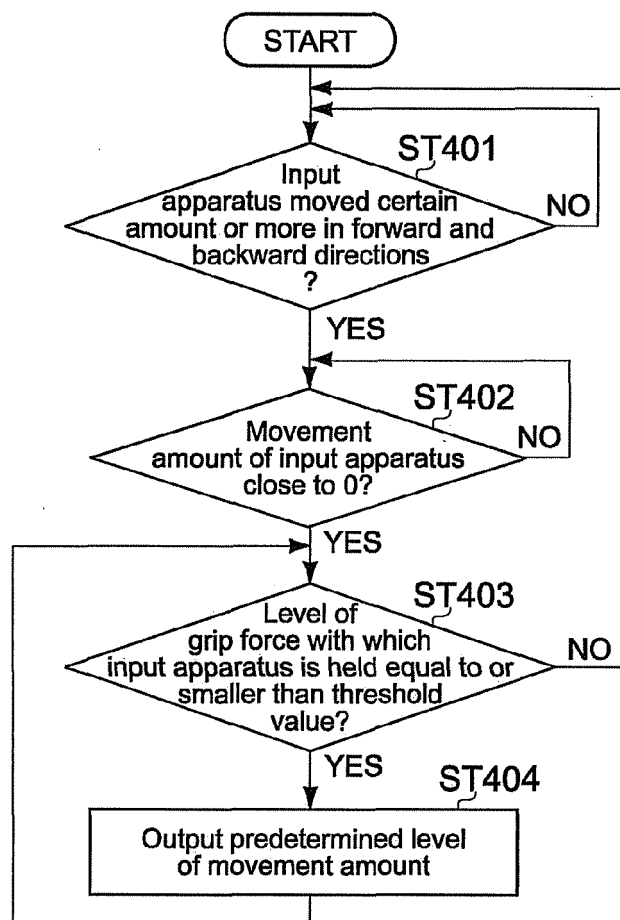 START
ST401
Input
apparatus moved certain
amount or more in forward and
backward directions
?
NO
YES
ST402
Movement
amount of input apparatus
close to 0?
NO
YES
ST403
Level of
grip force with which
input apparatus is held equal to or
smaller than threshold
value?
NO
YES
ST404
Output predetermined level
of movement amount